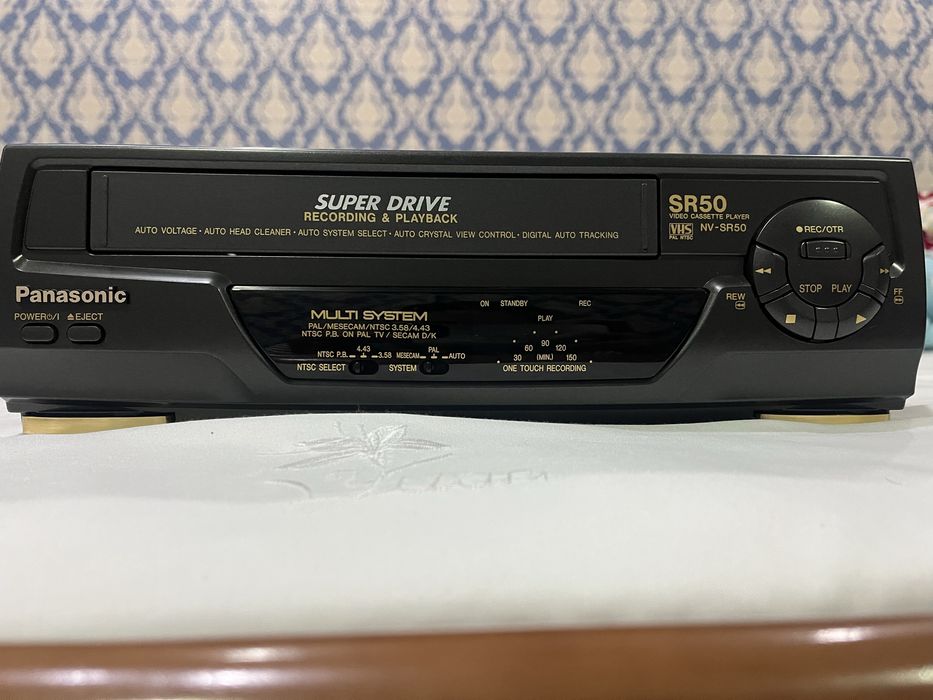 SUPER DRIVE
RECORDING & PLAYBACK
AUTO VOLTAGE • AUTO HEAD CLEANER • AUTO SYSTEM SELECT • AUTO CRYSTAL VIEW CONTROL • DIGITAL AUTO TRACKING
SR50
VIDEO CASSETTE PLAYER
VHS NV-SR50
PAL NTSC
●REC/OTR
◀◀ ▶▶
STOP PLAY
REW
FF
■ ▶
Panasonic
POWER⏻/I ⏏EJECT
MULTI SYSTEM
PAL/MESECAM/NTSC 3.58/4.43
NTSC P.B. ON PAL TV / SECAM D/K
4.43 PAL
NTSC P.B. 3.58 MESECAM AUTO
NTSC SELECT SYSTEM
ON STANDBY REC
PLAY
90
60 120
30 (MIN.) 150
ONE TOUCH RECORDING